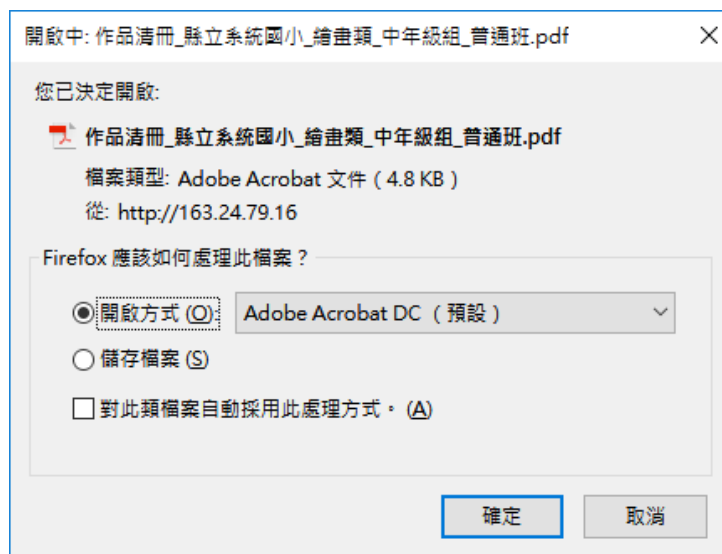 開啟中: 作品清冊_縣立系統國小_繪畫類_中年級組_普通班.pdf
您已決定開啟:
作品清冊_縣立系統國小_繪畫類_中年級組_普通班.pdf
檔案類型: Adobe Acrobat 文件 ( 4.8 KB )
從: http://163.24.79.16
Firefox 應該如何處理此檔案？
開啟方式 (O): Adobe Acrobat DC （預設）
儲存檔案 (S)
對此類檔案自動採用此處理方式。 (A)
確定 取消